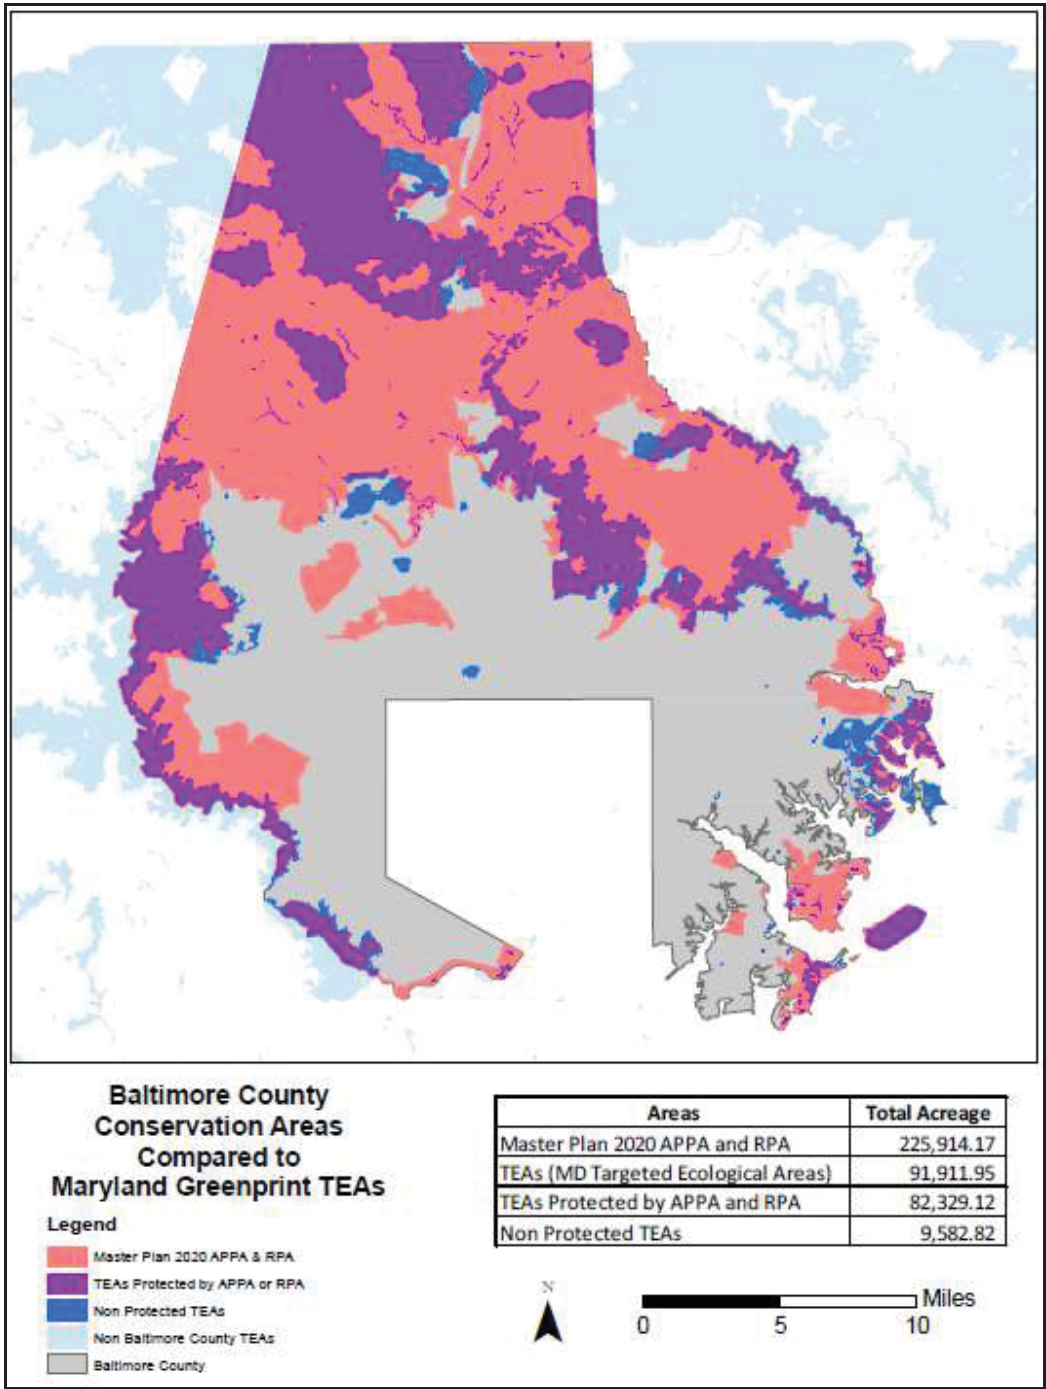 Baltimore County
Conservation Areas
Compared to
Maryland Greenprint TEAs
Legend
Master Plan 2020 APPA & RPA
TEAs Protected by APPA or RPA
Non Protected TEAs
Non Baltimore County TEAs
Baltimore County
Areas Total Acreage
Master Plan 2020 APPA and RPA 225,914.17
TEAs (MD Targeted Ecological Areas) 91,911.95
TEAs Protected by APPA and RPA 82,329.12
Non Protected TEAs 9,582.82
N
Miles
0 5 10